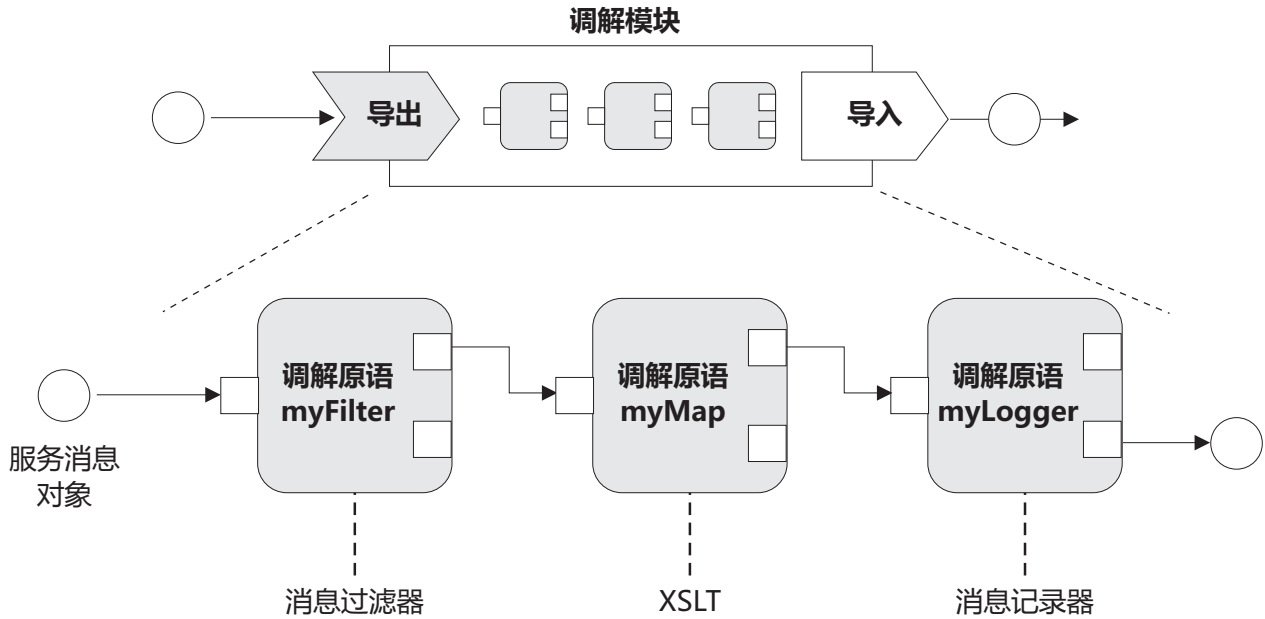 调解模块
导出
导入
调解原语
myFilter
调解原语
myMap
调解原语
myLogger
服务消息
对象
消息过滤器
XSLT
消息记录器